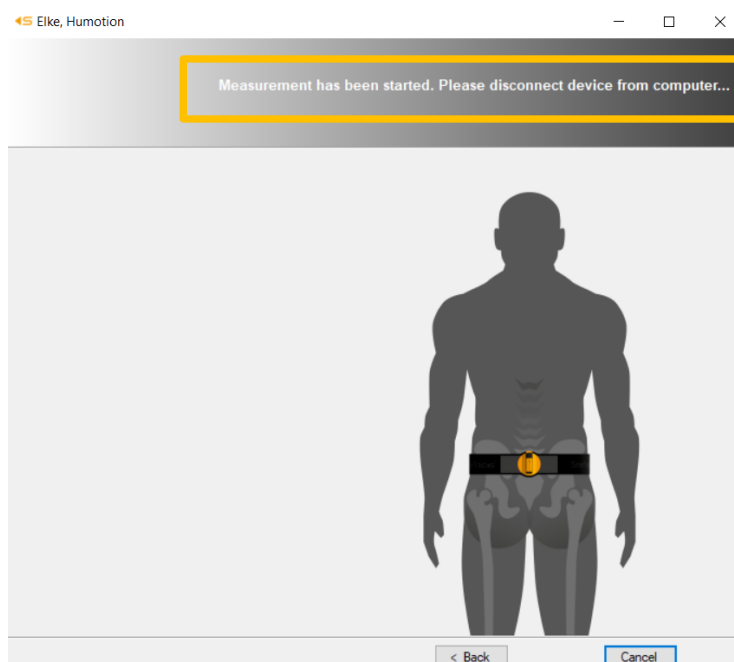 Elke, Humotion
Measurement has been started. Please disconnect device from computer...
< Back
Cancel